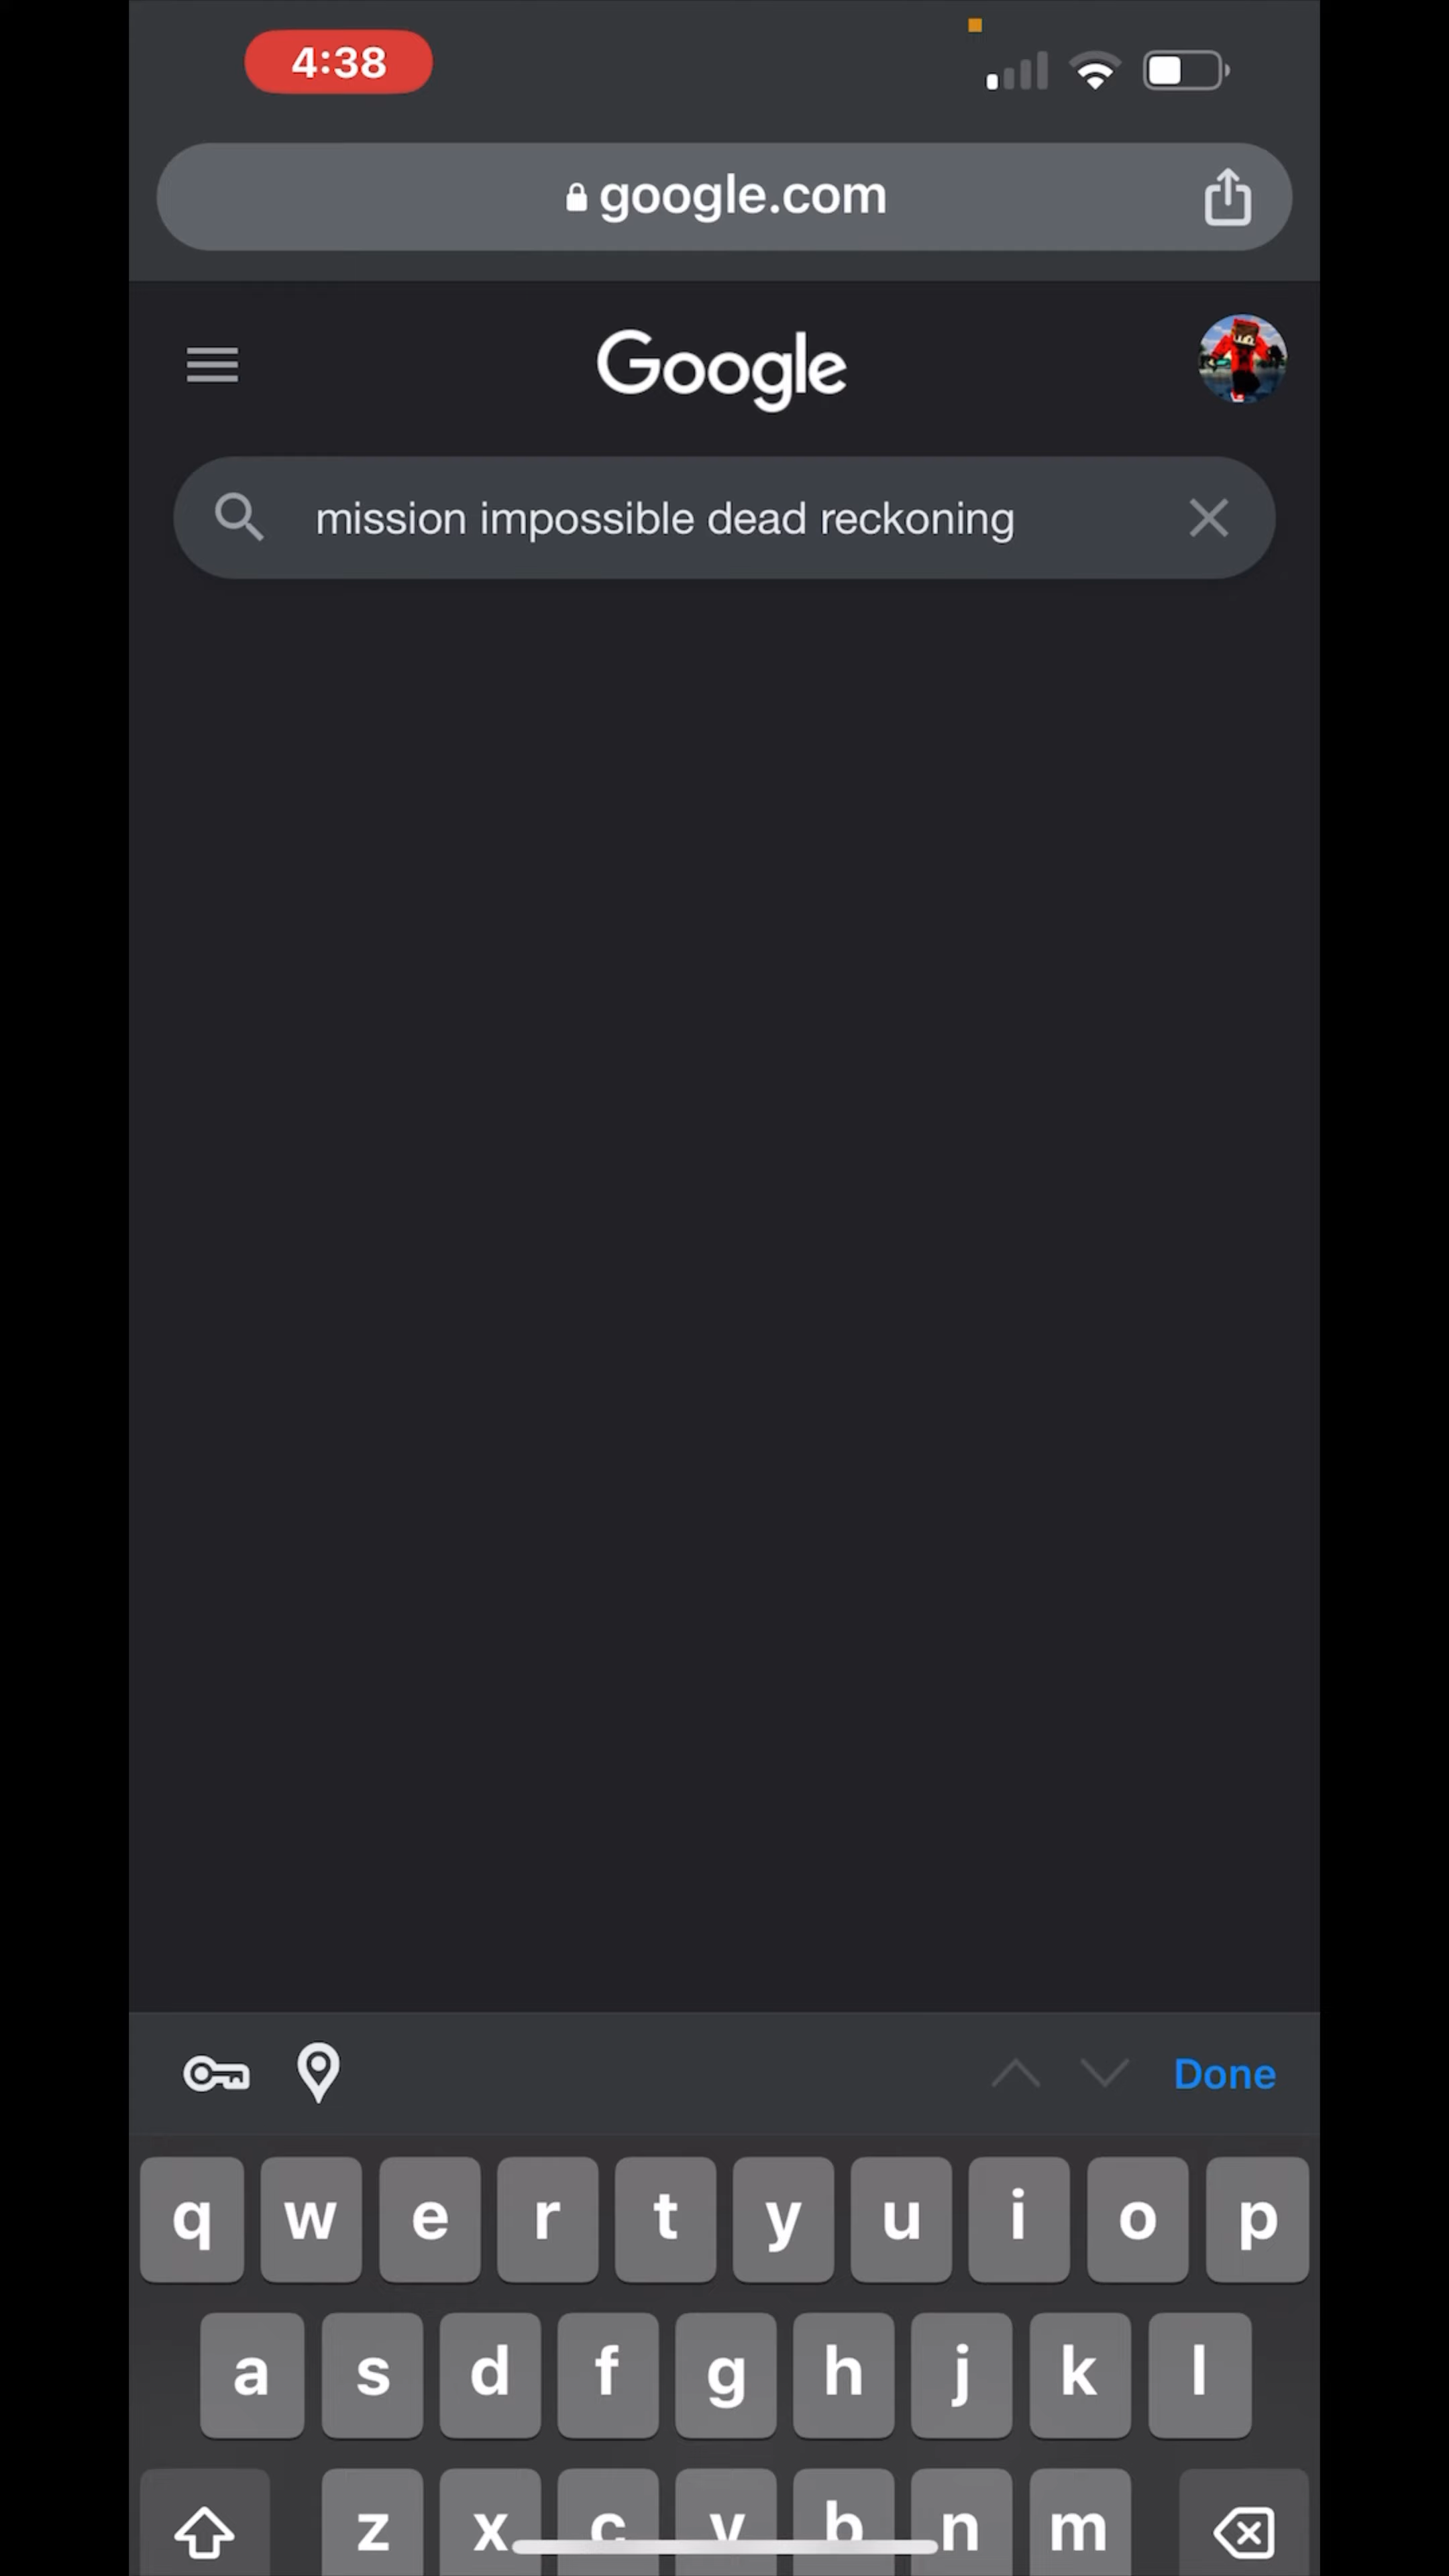 4:38
google.com
Google
mission impossible dead reckoning
Done
q w e r t y u i o p
a s d f g h j k l
z x c v b n m